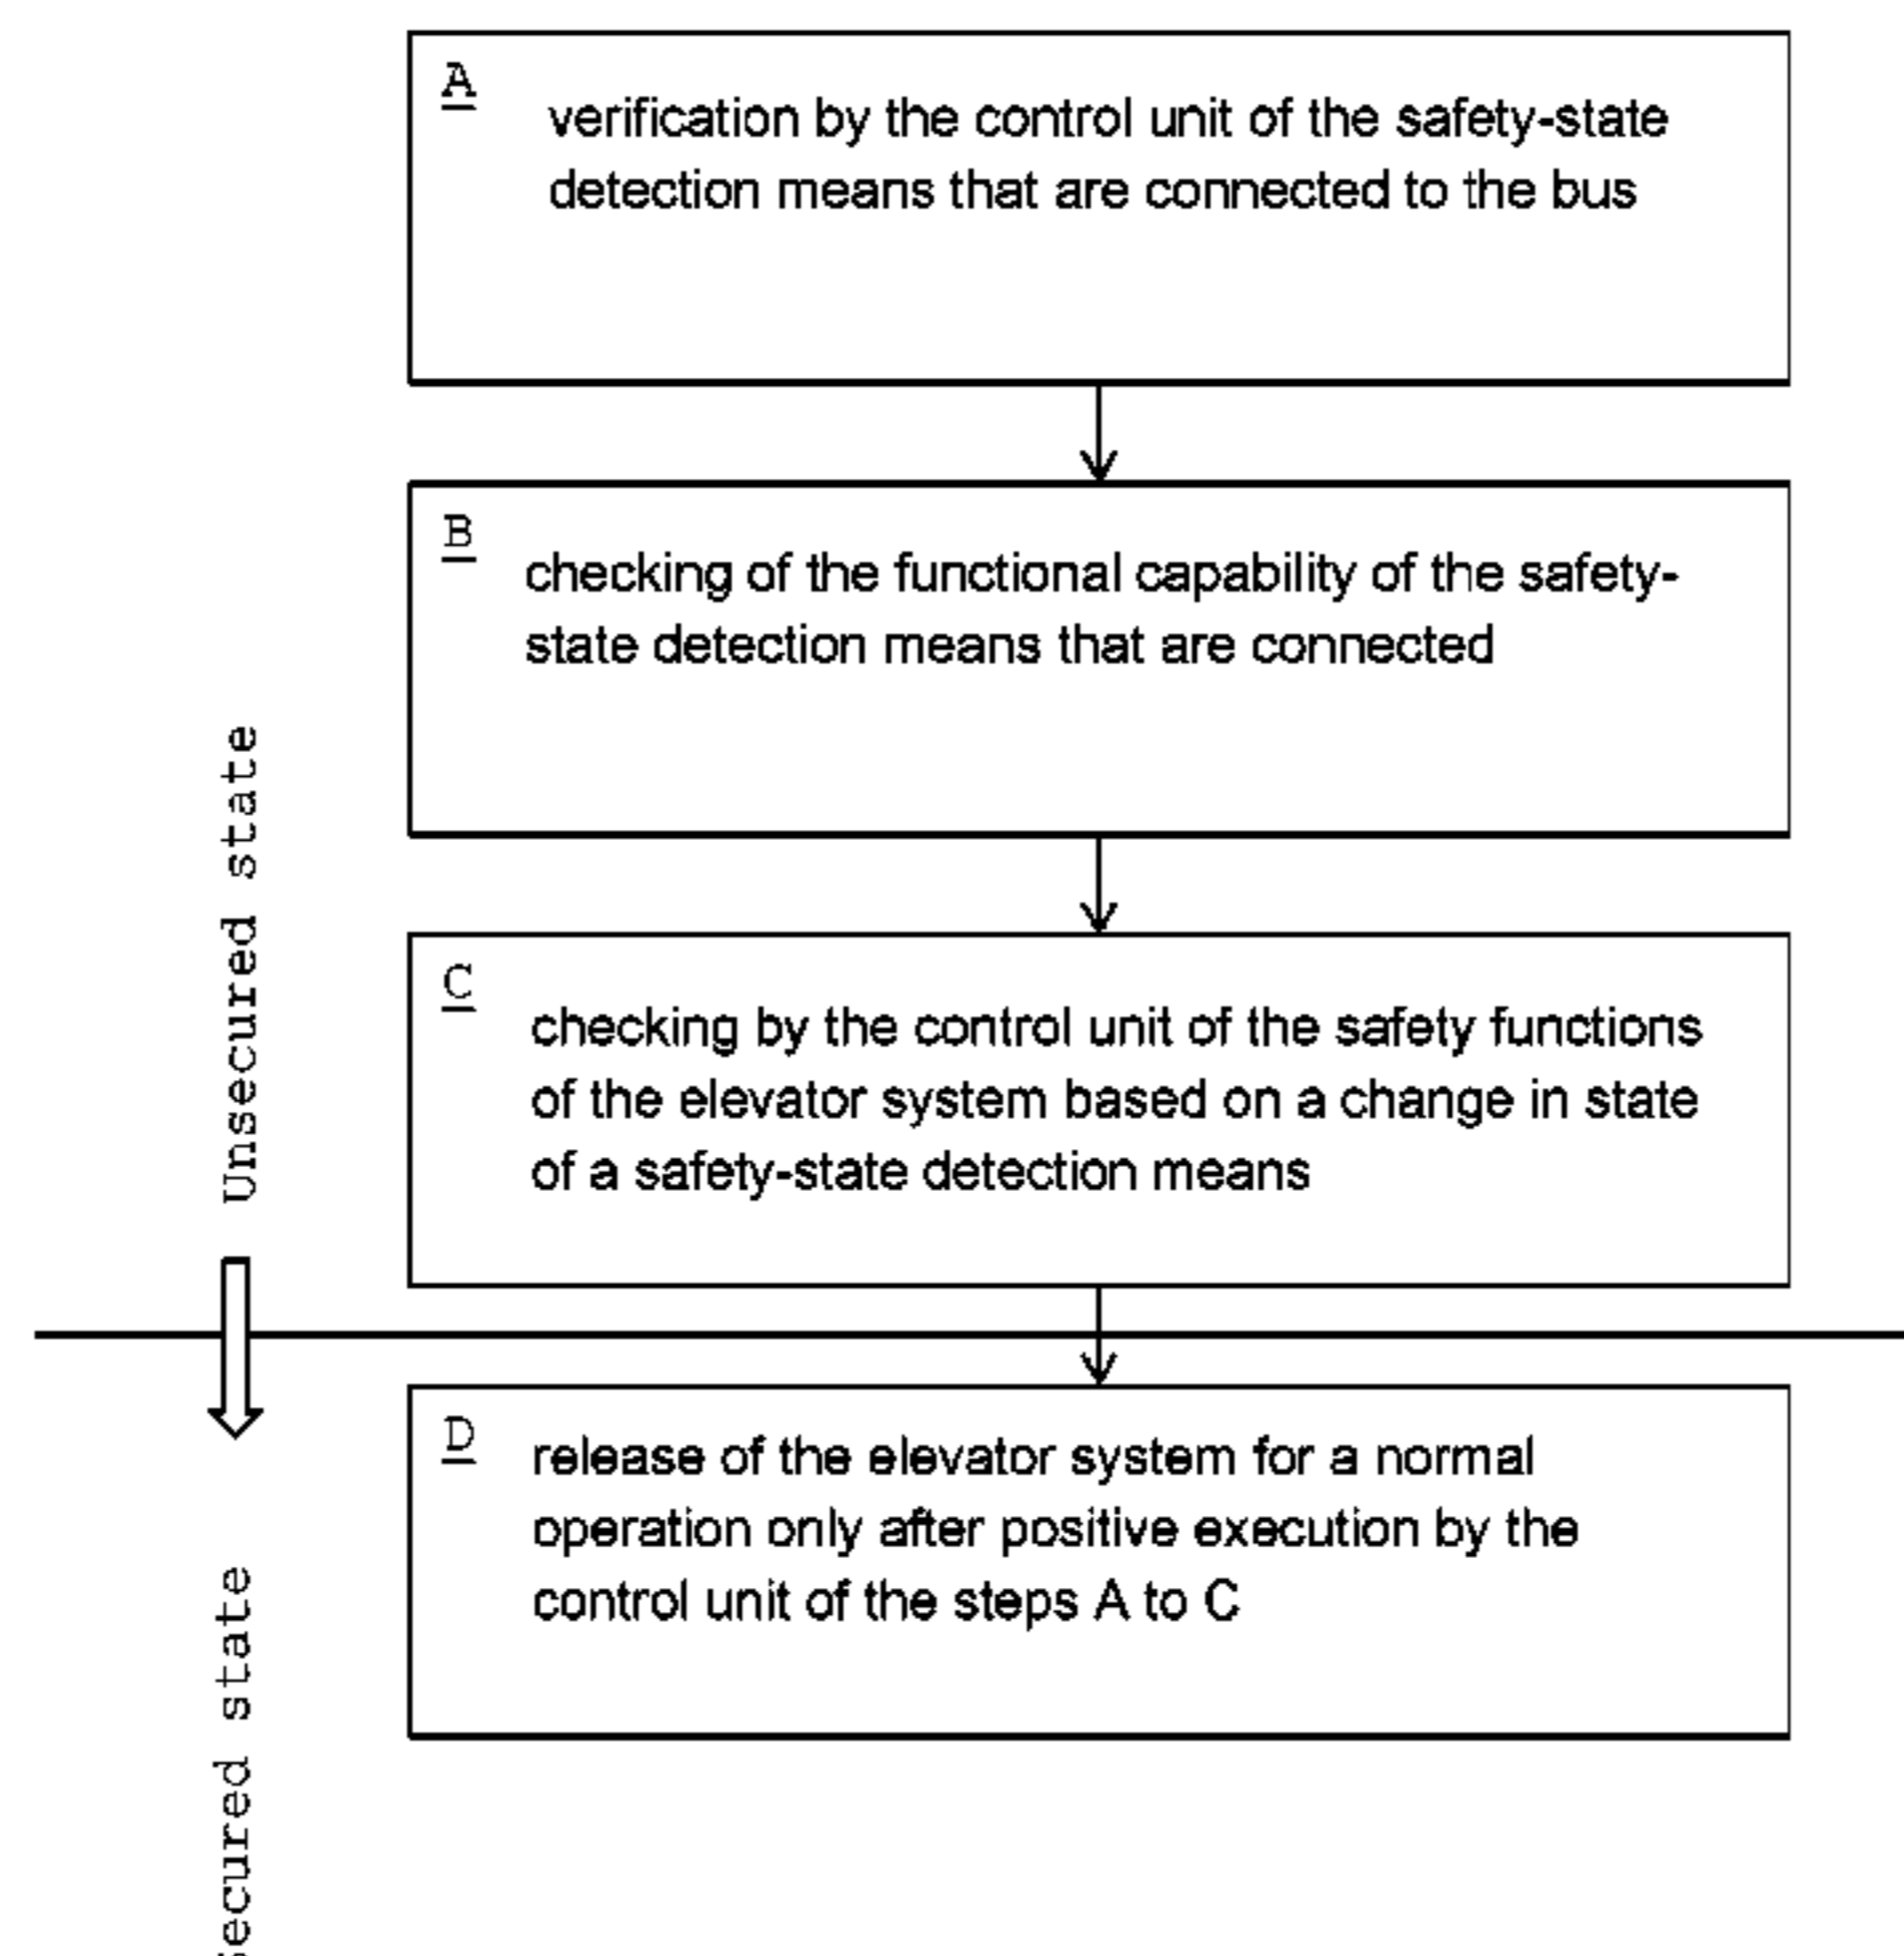 A
verification by the control unit of the safety-state
detection means that are connected to the bus
B
checking of the functional capability of the safety-
state detection means that are connected
C
checking by the control unit of the safety functions
of the elevator system based on a change in state
of a safety-state detection means
D
release of the elevator system for a normal
operation only after positive execution by the
control unit of the steps A to C
Unsecured state
secured state